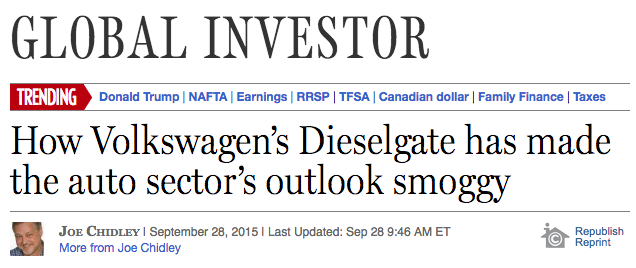 GLOBAL INVESTOR
TRENDING Donald Trump | NAFTA | Earnings | RRSP | TFSA | Canadian dollar | Family Finance | Taxes
How Volkswagen's Dieselgate has made
the auto sector's outlook smoggy
JOE CHIDLEY | September 28, 2015 | Last Updated: Sep 28 9:46 AM ET
More from Joe Chidley
© Republish
Reprint